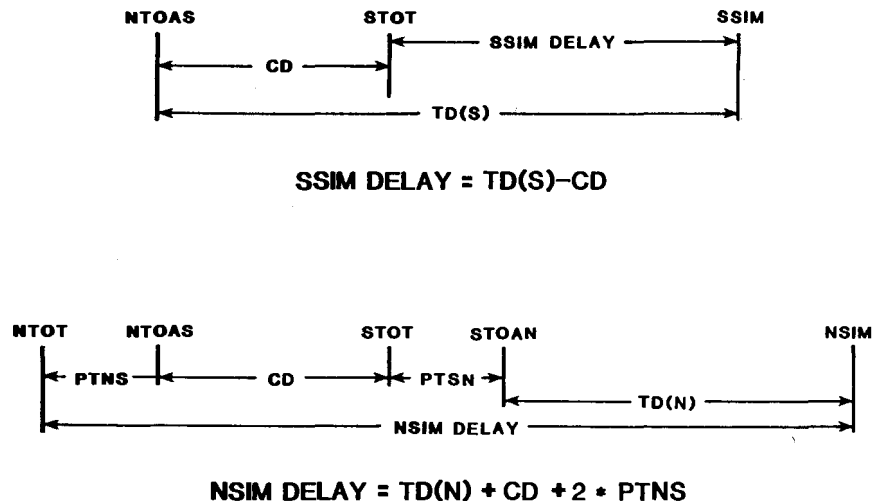 NTOAS STOT SSIM
SSIM DELAY
CD
TD(S)
SSIM DELAY = TD(S)-CD
NTOT NTOAS STOT STOAN NSIM
PTNS CD PTSN
TD(N)
NSIM DELAY
NSIM DELAY = TD(N) + CD + 2 * PTNS